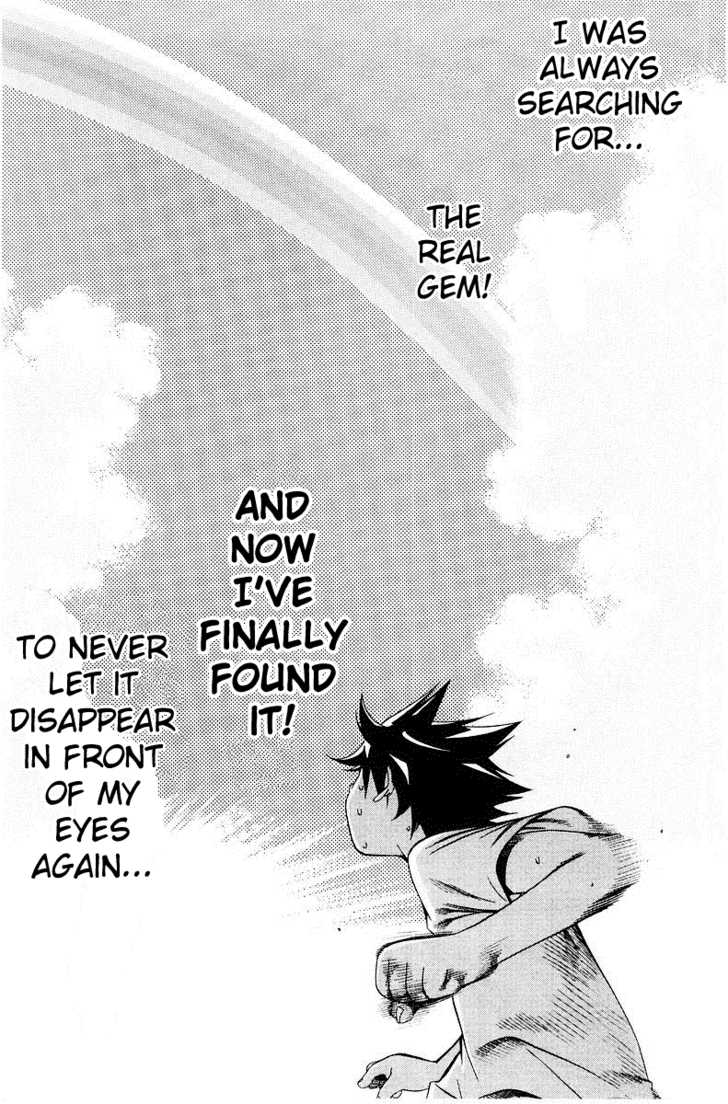 I WAS
ALWAYS
SEARCHING
FOR...
THE
REAL
GEM!
AND
NOW
I'VE
FINALLY
FOUND
IT!
TO NEVER
LET IT
DISAPPEAR
IN FRONT
OF MY
EYES
AGAIN...